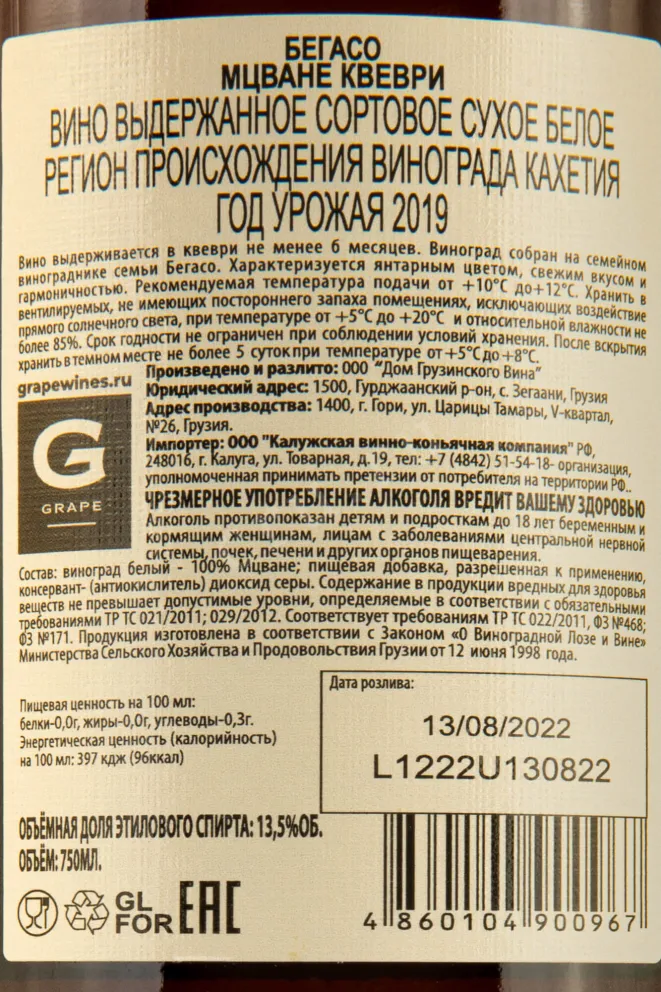 БЕГАСО
МЦВАНЕ КВЕВРИ
ВИНО ВЫДЕРЖАННОЕ СОРТОВОЕ СУХОЕ БЕЛОЕ
РЕГИОН ПРОИСХОЖДЕНИЯ ВИНОГРАДА КАХЕТИЯ
ГОД УРОЖАЯ 2019
Вино выдерживается в квеври не менее 6 месяцев. Виноград собран на семейном
винограднике семьи Бегасо. Характеризуется янтарным цветом, свежим вкусом и
гармоничностью. Рекомендуемая температура подачи от +10°С до+12°С. Хранить в
вентилируемых, не имеющих постороннего запаха помещениях, исключающих воздействие
прямого солнечного света, при температуре от +5°С до +20°С и относительной влажности не
более 85%. Срок годности не ограничен при соблюдении условий хранения. После вскрытия
хранить в темном месте не более 5 суток при температуре от +5°С до +8°С.
grapewines.ru
Произведено и разлито: ООО "Дом Грузинского Вина"
Юридический адрес: 1500, Гурджаанский р-он, с. Зегаани, Грузия
Адрес производства: 1400, г. Гори, ул. Царицы Тамары, V-квартал,
№26, Грузия.
Импортер: ООО "Калужская винно-коньячная компания" РФ,
248016, г. Калуга, ул. Товарная, д.19, тел: +7 (4842) 51-54-18- организация,
уполномоченная принимать претензии от потребителя на территории РФ..
G
GRAPE
ЧРЕЗМЕРНОЕ УПОТРЕБЛЕНИЕ АЛКОГОЛЯ ВРЕДИТ ВАШЕМУ ЗДОРОВЬЮ
Алкоголь противопоказан детям и подросткам до 18 лет беременным и
кормящим женщинам, лицам с заболеваниями центральной нервной
системы, почек, печени и других органов пищеварения.
Состав: виноград белый - 100% Мцване; пищевая добавка, разрешенная к применению,
консервант- (антиокислитель) диоксид серы. Содержание в продукции вредных для здоровья
веществ не превышает допустимые уровни, определяемые в соответствии с обязательными
требованиями ТР ТС 021/2011; 029/2012. Соответствует требованиям ТР ТС 022/2011, ФЗ №468;
ФЗ №171. Продукция изготовлена в соответствии с Законом «О Виноградной Лозе и Вине»
Министерства Сельского Хозяйства и Продовольствия Грузии от 12 июня 1998 года.
Пищевая ценность на 100 мл:
белки-0,0г, жиры-0,0г, углеводы-0,3г.
Энергетическая ценность (калорийность)
на 100 мл: 397 кдж (96ккал)
Дата розлива:
13/08/2022
L1222U130822
ОБЪЁМНАЯ ДОЛЯ ЭТИЛОВОГО СПИРТА: 13,5%ОБ.
ОБЪЁМ: 750МЛ.
GL
FOR
EAC
4 860104 900967